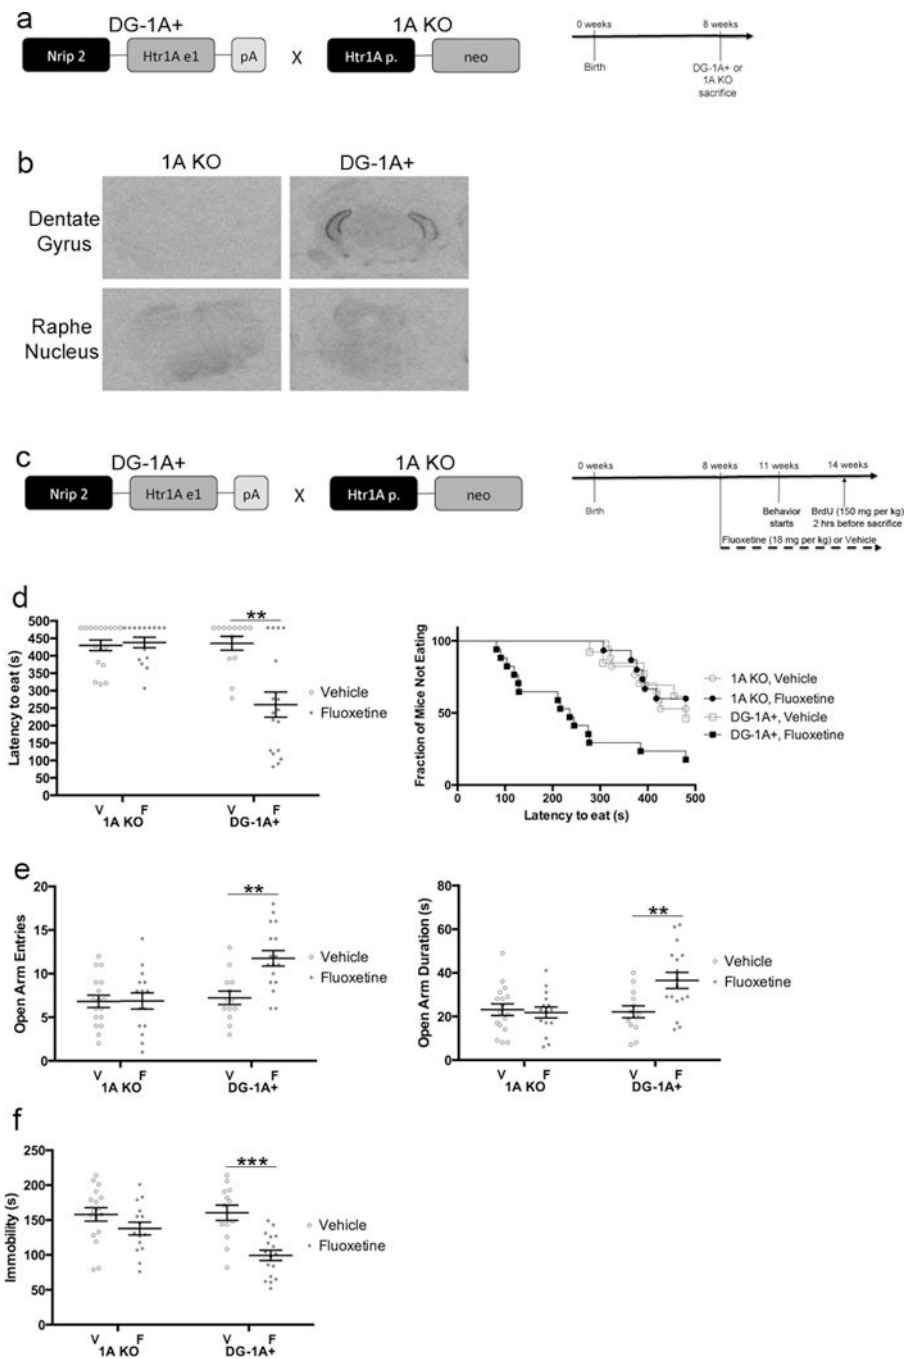 a
DG-1A+
1A KO
Nrip 2
Htr1A e1
pA
X
Htr1A p.
neo
0 weeks
8 weeks
Birth
DG-1A+ or
1A KO
sacrifice
b
1A KO
DG-1A+
Dentate
Gyrus
Raphe
Nucleus
c
DG-1A+
1A KO
Nrip 2
Htr1A e1
pA
X
Htr1A p.
neo
0 weeks
8 weeks
11 weeks
14 weeks
Birth
Behavior
starts
BrdU (150 mg per kg)
2 hrs before sacrifice
Fluoxetine (18 mg per kg) or Vehicle
d
Latency to eat (s)
500
450
400
350
300
250
200
150
100
50
0
**
Vehicle
Fluoxetine
V F V F
1A KO DG-1A+
Fraction of Mice Not Eating
100
50
0
0 100 200 300 400 500
Latency to eat (s)
1A KO, Vehicle
1A KO, Fluoxetine
DG-1A+, Vehicle
DG-1A+, Fluoxetine
e
Open Arm Entries
20
15
10
5
0
**
Vehicle
Fluoxetine
V F V F
1A KO DG-1A+
Open Arm Duration (s)
80
60
40
20
0
**
Vehicle
Fluoxetine
V F V F
1A KO DG-1A+
f
Immobility (s)
250
200
150
100
50
0
***
Vehicle
Fluoxetine
V F V F
1A KO DG-1A+